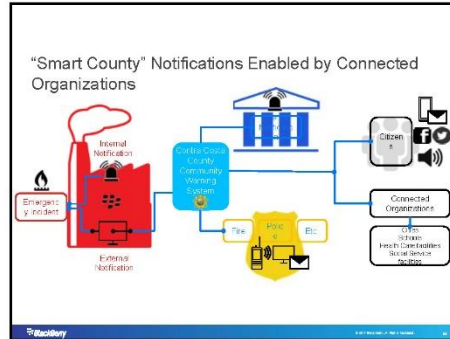 “Smart County” Notifications Enabled by Connected
Organizations
Internal
Notification
Emergenc
y Incident
External
Notification
Contra Costa
County
Community
Warning
System
Fire
Polic
e
Etc
Citizen
s
Connected
Organizations
Cities
Schools
Health Care facilities
Social Service
facilities
BlackBerry